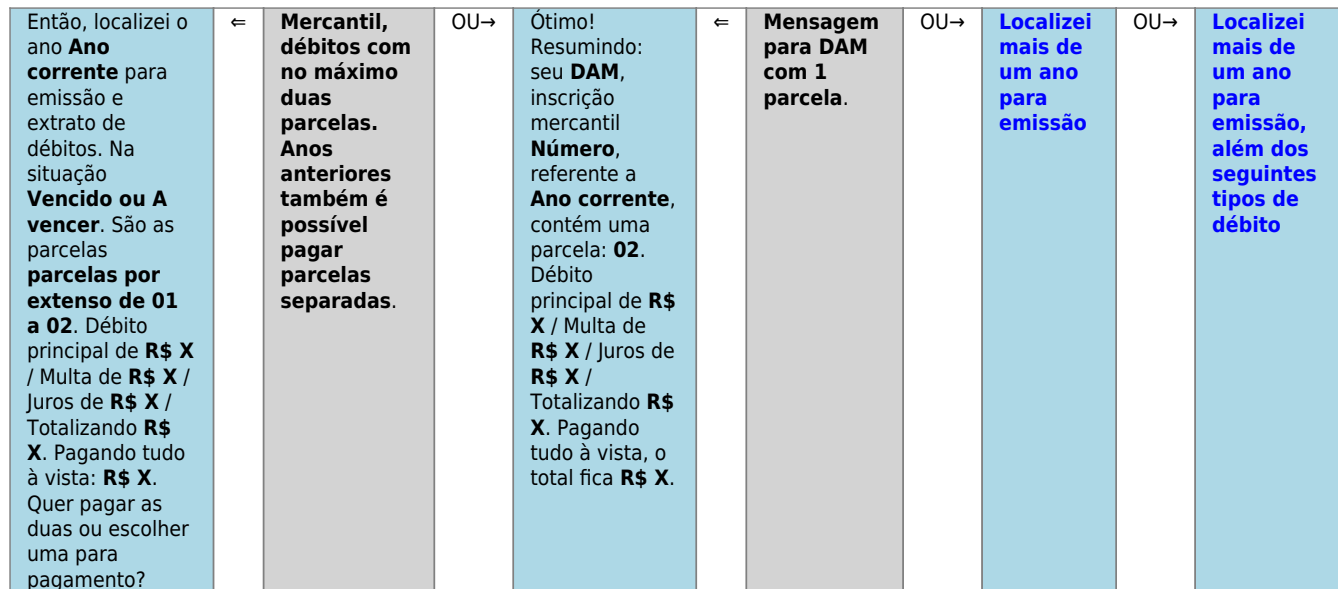 Então, localizei o
ano Ano
corrente para
emissão e
extrato de
débitos. Na
situação
Vencido ou A
vencer. São as
parcelas
parcelas por
extenso de 01
a 02. Débito
principal de R$ X
/ Multa de R$ X /
Juros de R$ X /
Totalizando R$
X. Pagando tudo
à vista: R$ X.
Quer pagar as
duas ou escolher
uma para
pagamento?
⇐
Mercantil,
débitos com
no máximo
duas
parcelas.
Anos
anteriores
também é
possível
pagar
parcelas
separadas.
OU→
Ótimo!
Resumindo:
seu DAM,
inscrição
mercantil
Número,
referente a
Ano corrente,
contém uma
parcela: 02.
Débito
principal de R$
X / Multa de
R$ X / Juros de
R$ X /
Totalizando R$
X. Pagando
tudo à vista, o
total fica R$ X.
⇐
Mensagem
para DAM
com 1
parcela.
OU→
Localizei
mais de
um ano
para
emissão
OU→
Localizei
mais de
um ano
para
emissão,
além dos
seguintes
tipos de
débito